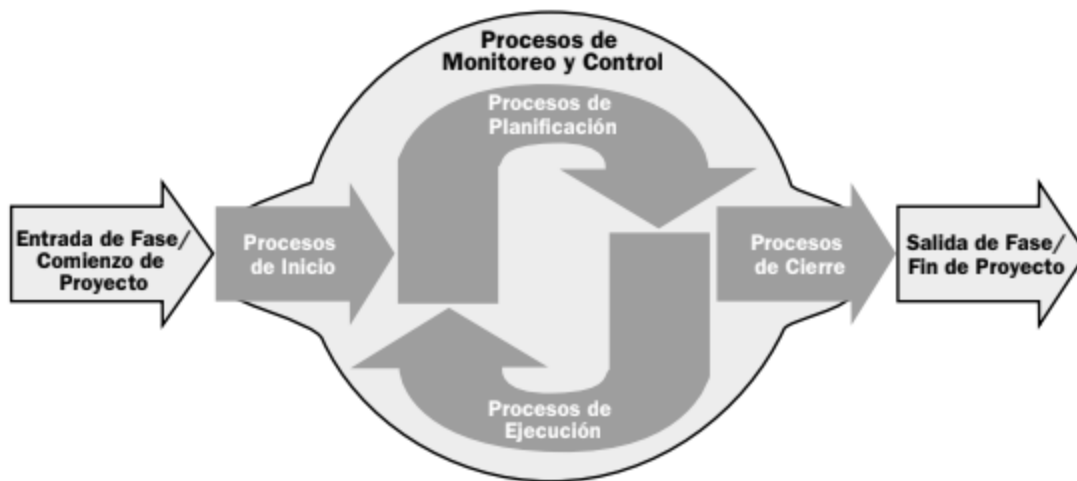 Procesos de
Monitoreo y Control
Procesos de
Planificación
Entrada de Fase/
Comienzo de
Proyecto
Procesos
de Inicio
Procesos
de Cierre
Salida de Fase/
Fin de Proyecto
Procesos de
Ejecución